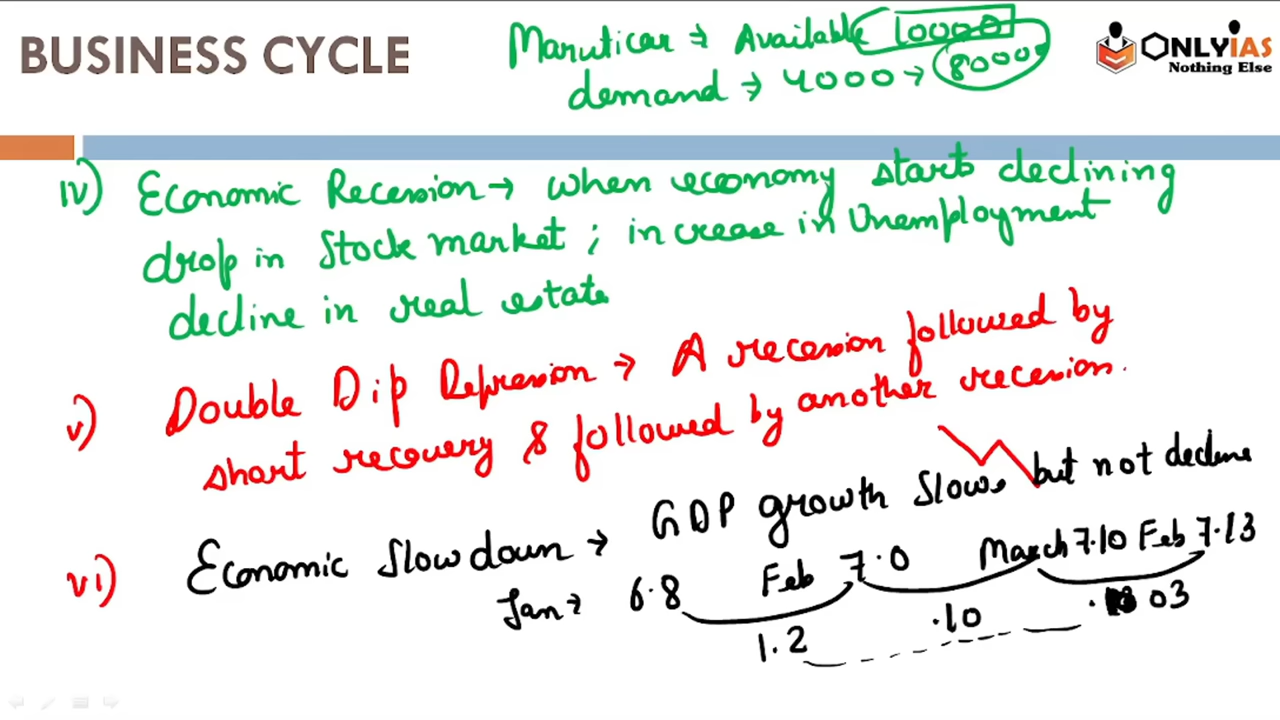 BUSINESS CYCLE
Maruticar → Available 10000
demand → 4000 → 8000
ONLYIAS
Nothing Else
iv) Economic Recession → when economy starts declining
drop in Stock market ; increase in Unemployment
decline in real estate
v) Double Dip Repression → A recession followed by
short recovery & followed by another recession.
vi) Economic Slowdown → GDP growth Slows but not decline
Jan → 6.8 Feb 7.0 March 7.10 Feb 7.13
1.2 .10 . 03